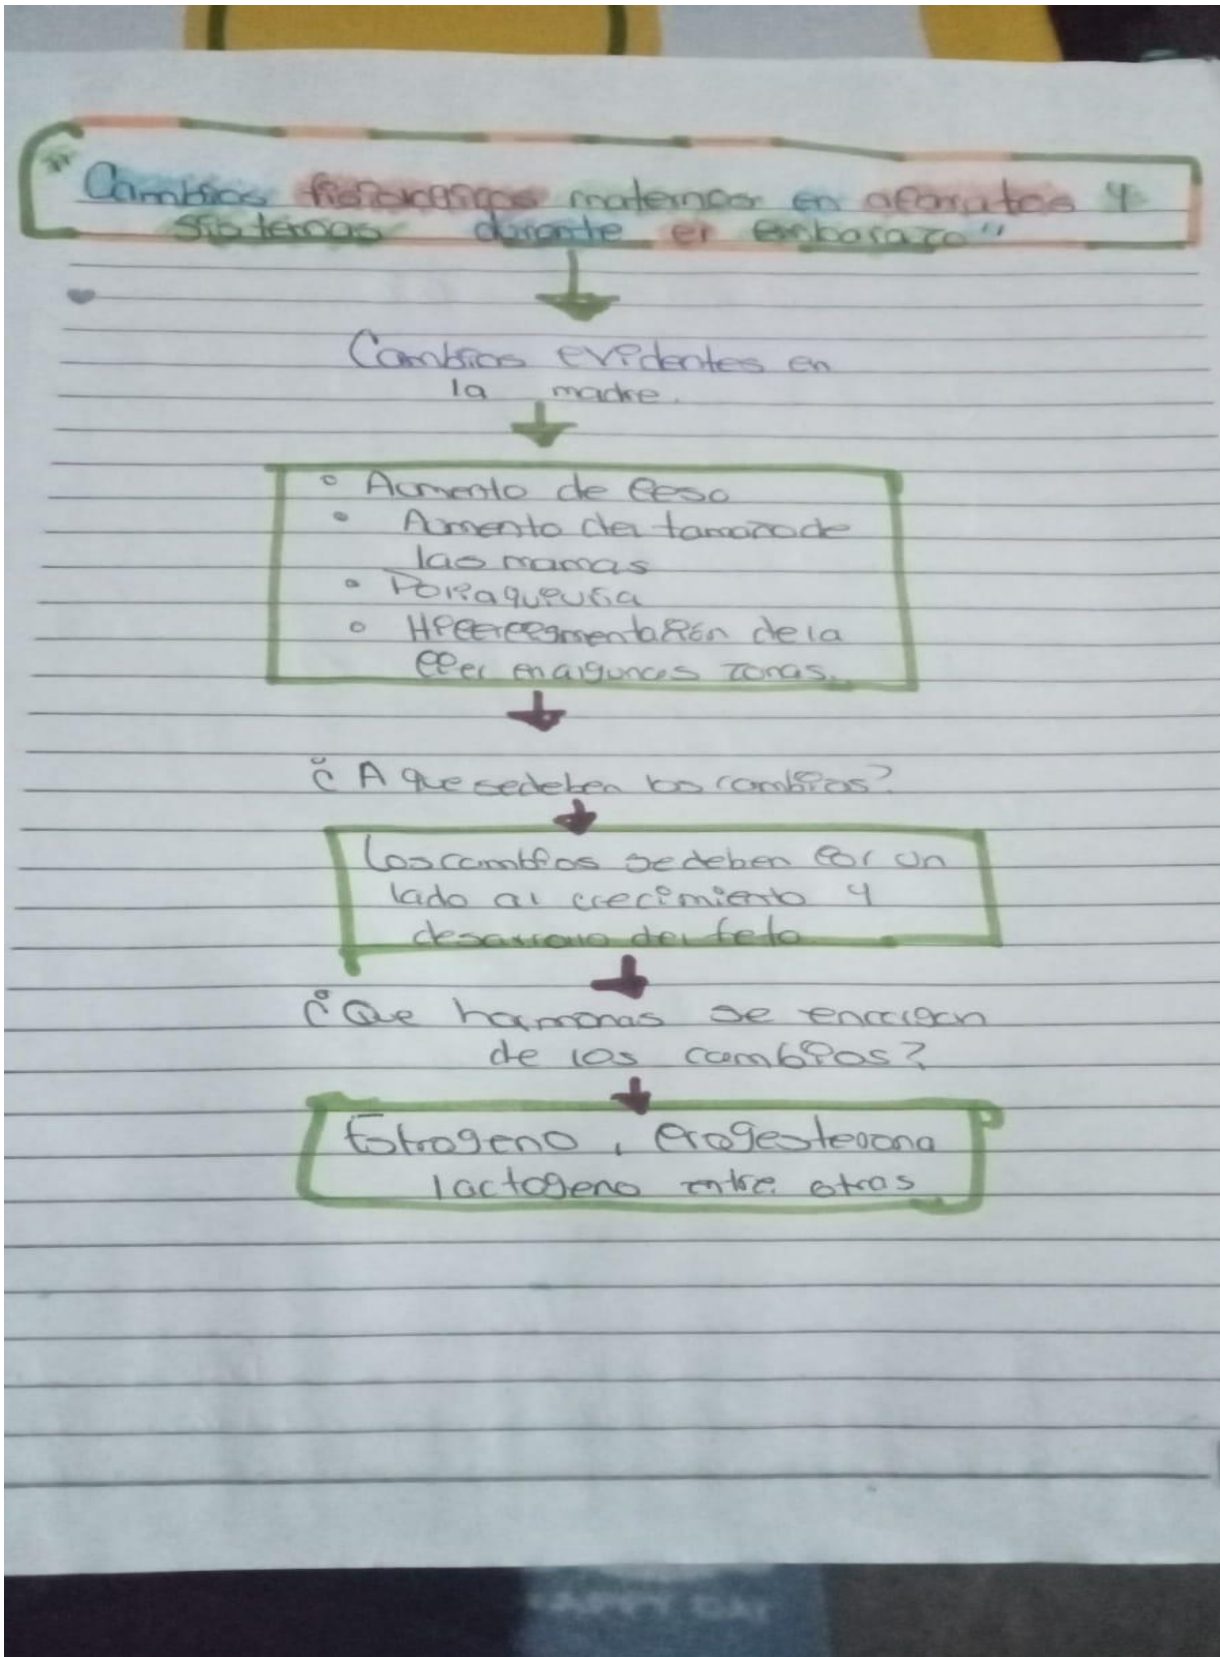 "Cambios fisiologicos maternos en aparatos y
sistemas durante el embarazo"
Cambios evidentes en
la madre.
Aumento de peso
Aumento del tamaño de
las mamas
Polaquiuria
Hiperpigmentación de la
piel en algunas zonas.
¿A que se deben los cambios?
Los cambios se deben por un
lado al crecimiento y
desarrollo del feto
¿Que hormonas se encargan
de los cambios?
Estrogeno, Progesterona
lactogeno entre otras
HAPPY DAY